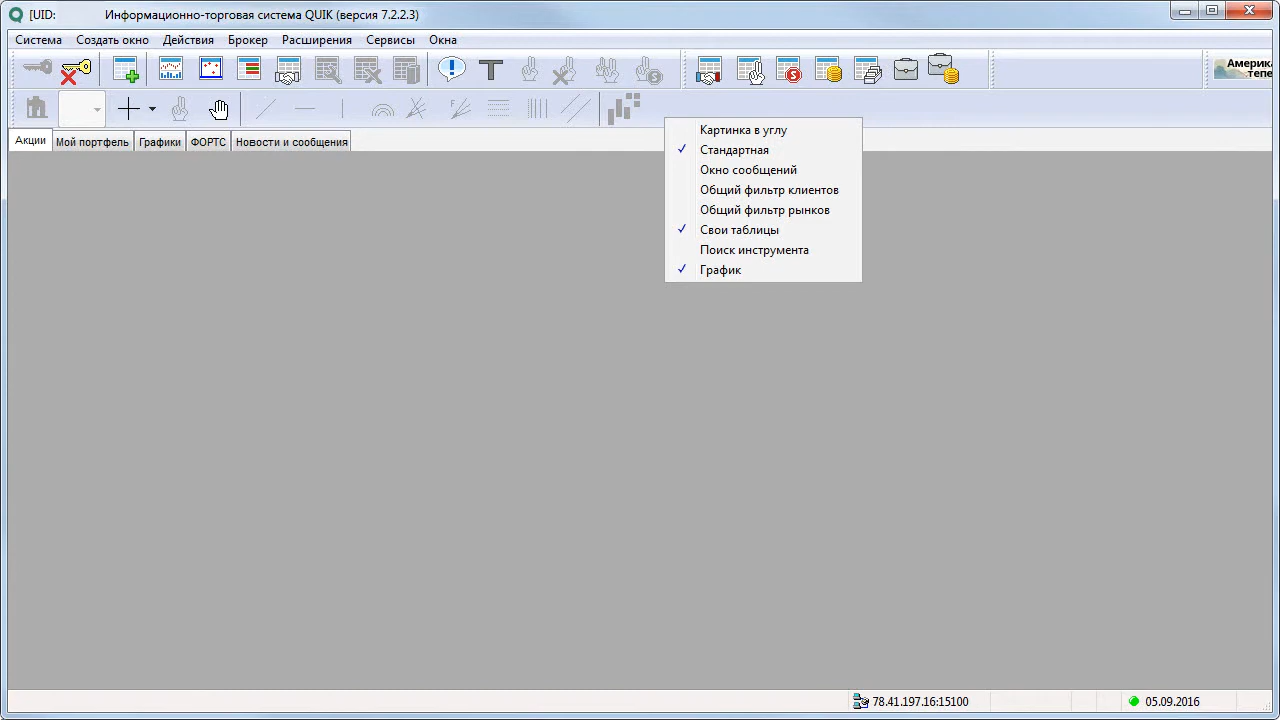 [UID: Информационно-торговая система QUIK (версия 7.2.2.3)
Система Создать окно Действия Брокер Расширения Сервисы Окна
Америка
тепе
Акции Мой портфель Графики ФОРТС Новости и сообщения
Картинка в углу
Стандартная
Окно сообщений
Общий фильтр клиентов
Общий фильтр рынков
Свои таблицы
Поиск инструмента
График
78.41.197.16:15100 05.09.2016